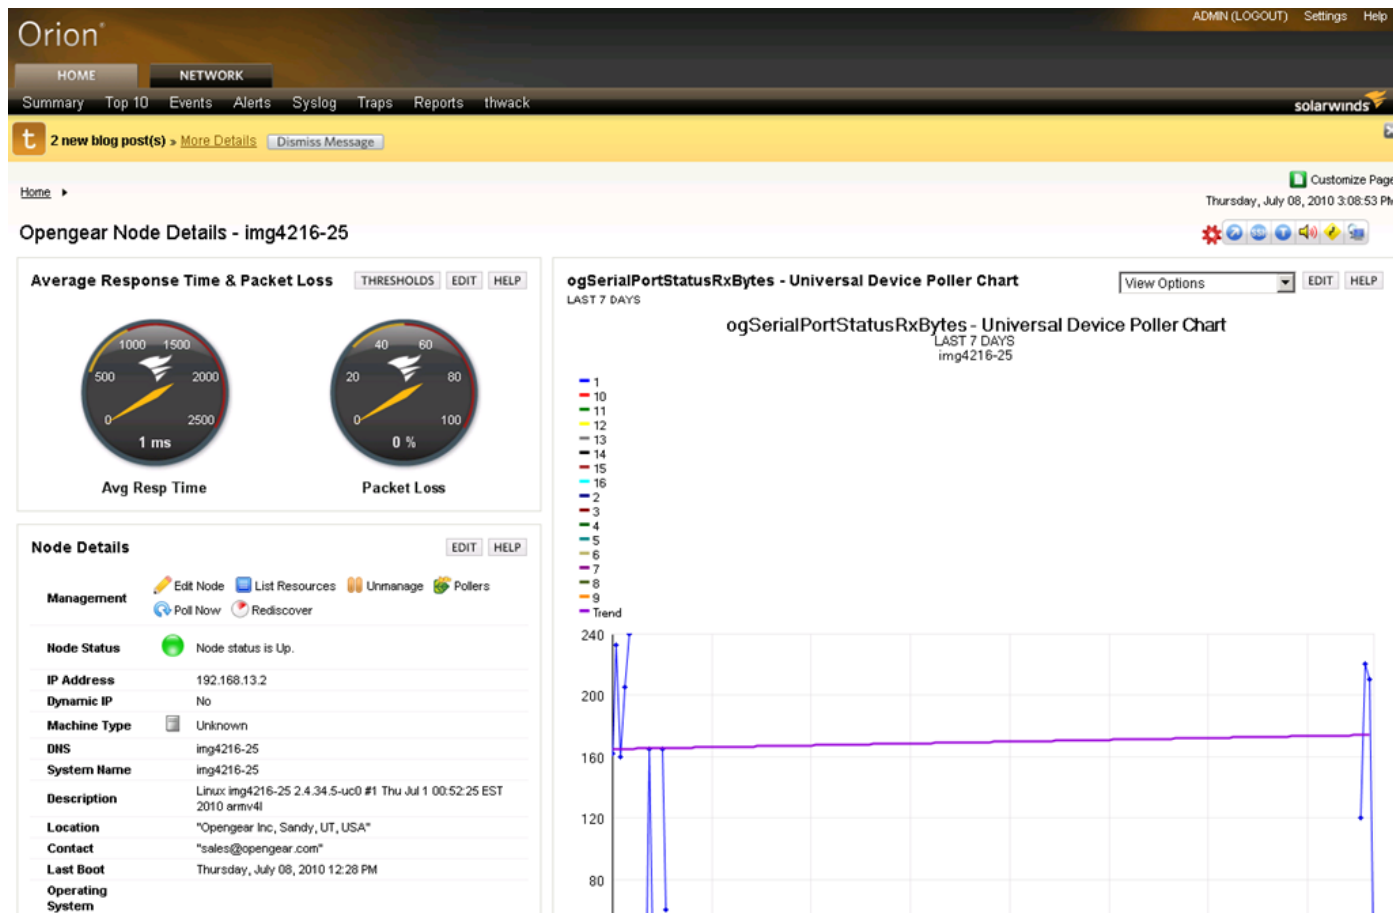 ADMIN (LOGOUT) Settings Help
Orion
HOME NETWORK
Summary Top 10 Events Alerts Syslog Traps Reports thwack
solarwinds
t 2 new blog post(s) » More Details Dismiss Message
Customize Page
Home
Thursday, July 08, 2010 3:08:53 PM
Opengear Node Details - img4216-25
Average Response Time & Packet Loss THRESHOLDS EDIT HELP
0 500 1000 1500 2000 2500
1 ms
Avg Resp Time
0 20 40 60 80 100
0 %
Packet Loss
Node Details EDIT HELP
Management Edit Node List Resources Unmanage Pollers
Poll Now Rediscover
Node Status Node status is Up.
IP Address 192.168.13.2
Dynamic IP No
Machine Type Unknown
DNS img4216-25
System Name img4216-25
Description Linux img4216-25 2.4.34.5-uc0 #1 Thu Jul 1 00:52:25 EST
2010 armv4l
Location "Opengear Inc, Sandy, UT, USA"
Contact "sales@opengear.com"
Last Boot Thursday, July 08, 2010 12:28 PM
Operating
System
ogSerialPortStatusRxBytes - Universal Device Poller Chart View Options EDIT HELP
LAST 7 DAYS
ogSerialPortStatusRxBytes - Universal Device Poller Chart
LAST 7 DAYS
img4216-25
1
10
11
12
13
14
15
16
2
3
4
5
6
7
8
9
Trend
240
200
160
120
80